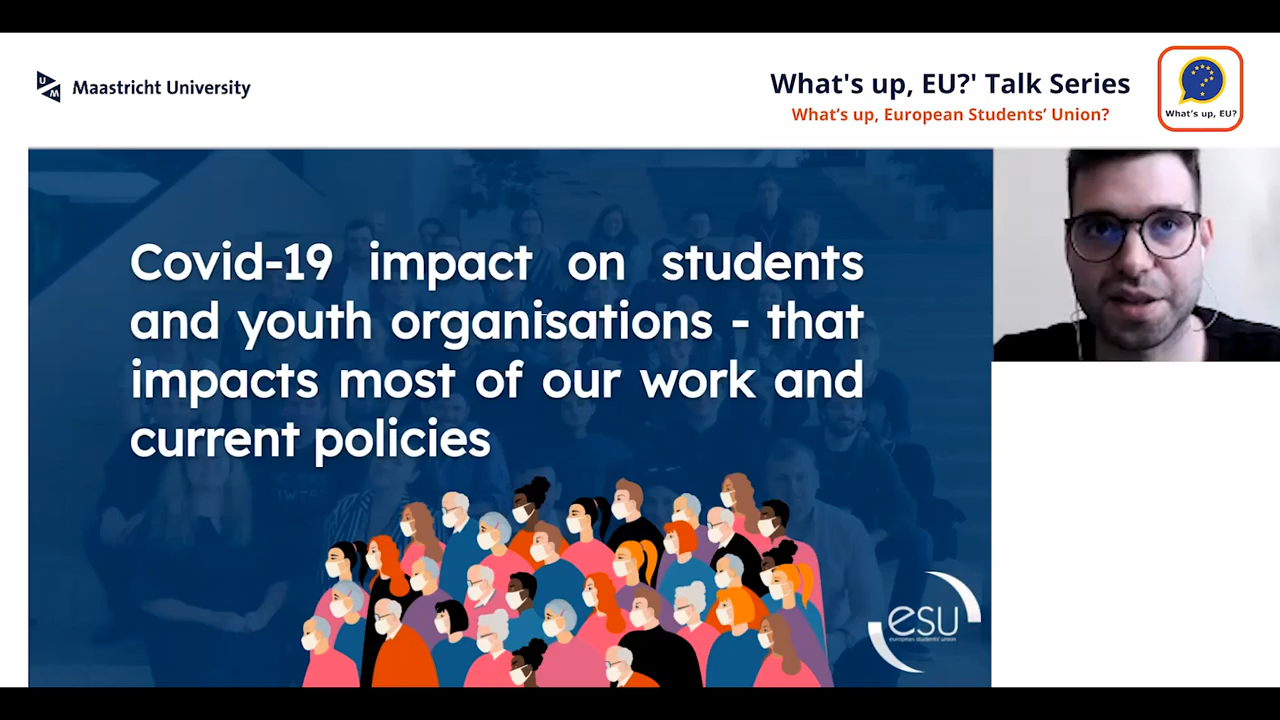 UM
Maastricht University
What's up, EU?' Talk Series
What's up, European Students' Union?
What's up, EU?
Covid-19 impact on students
and youth organisations - that
impacts most of our work and
current policies
esu
european students' union